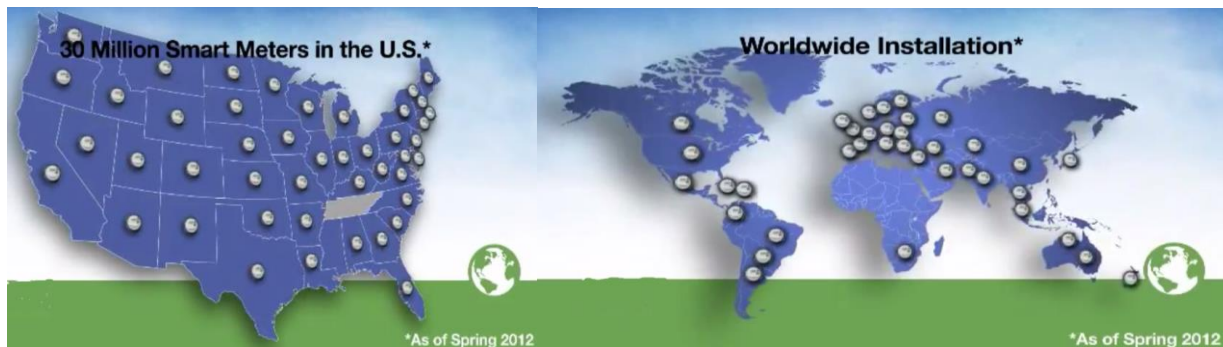 30 Million Smart Meters in the U.S.*
*As of Spring 2012
Worldwide Installation*
*As of Spring 2012